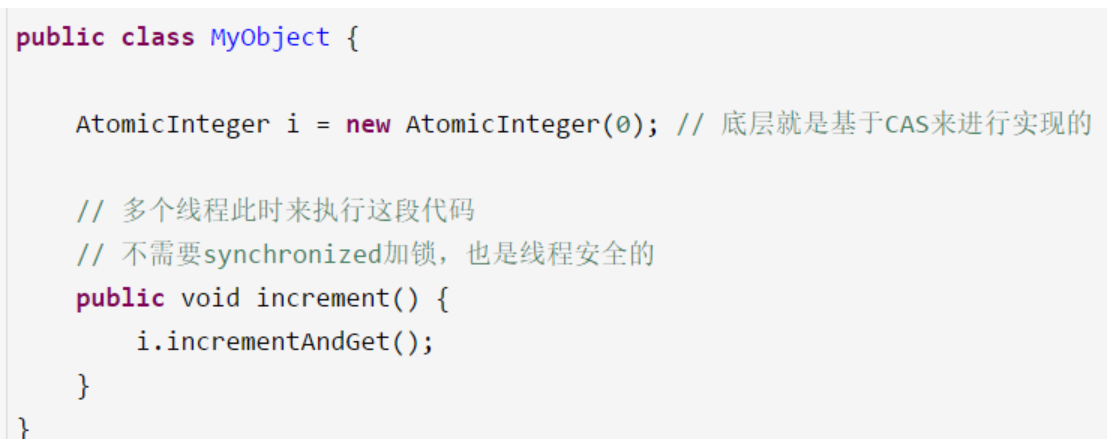 public class MyObject {
AtomicInteger i = new AtomicInteger(0); // 底层就是基于CAS来进行实现的
// 多个线程此时来执行这段代码
// 不需要synchronized加锁，也是线程安全的
public void increment() {
i.incrementAndGet();
}
}